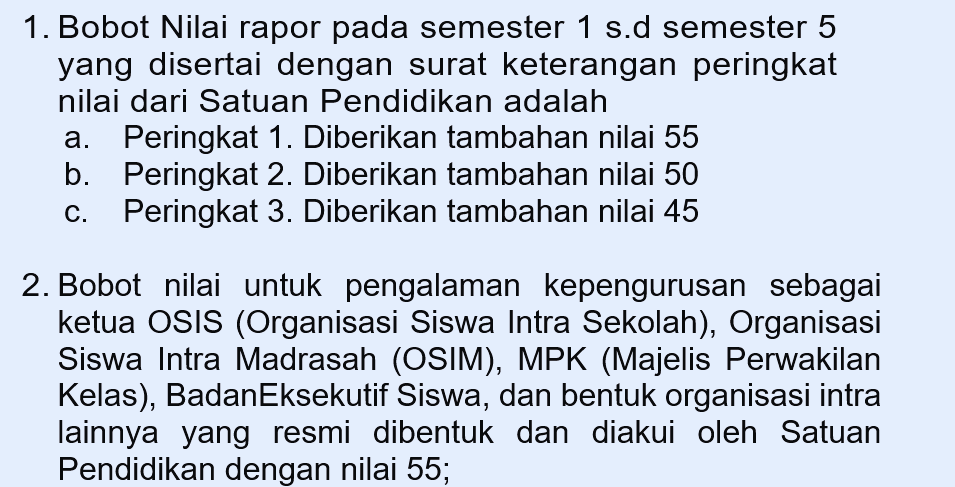 1. Bobot Nilai rapor pada semester 1 s.d semester 5
yang disertai dengan surat keterangan peringkat
nilai dari Satuan Pendidikan adalah
a. Peringkat 1. Diberikan tambahan nilai 55
b. Peringkat 2. Diberikan tambahan nilai 50
c. Peringkat 3. Diberikan tambahan nilai 45
2. Bobot nilai untuk pengalaman kepengurusan sebagai
ketua OSIS (Organisasi Siswa Intra Sekolah), Organisasi
Siswa Intra Madrasah (OSIM), MPK (Majelis Perwakilan
Kelas), BadanEksekutif Siswa, dan bentuk organisasi intra
lainnya yang resmi dibentuk dan diakui oleh Satuan
Pendidikan dengan nilai 55;